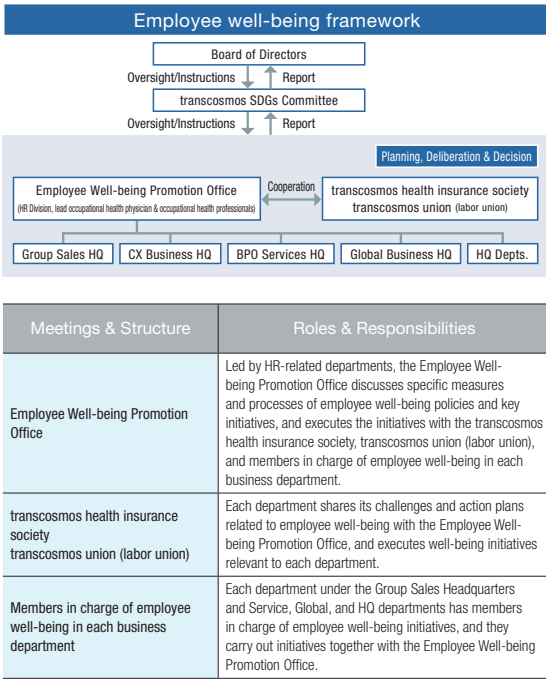 Employee well-being framework
Board of Directors
Oversight/Instructions
Report
transcosmos SDGs Committee
Oversight/Instructions
Report
Planning, Deliberation & Decision
Employee Well-being Promotion Office
(HR Division, lead occupational health physician & occupational health professionals)
Cooperation
transcosmos health insurance society
transcosmos union (labor union)
Group Sales HQ
CX Business HQ
BPO Services HQ
Global Business HQ
HQ Depts.
Meetings & Structure
Roles & Responsibilities
Employee Well-being Promotion
Office
Led by HR-related departments, the Employee Well-
being Promotion Office discusses specific measures
and processes of employee well-being policies and key
initiatives, and executes the initiatives with the transcosmos
health insurance society, transcosmos union (labor union),
and members in charge of employee well-being in each
business department.
transcosmos health insurance
society
transcosmos union (labor union)
Each department shares its challenges and action plans
related to employee well-being with the Employee Well-
being Promotion Office, and executes well-being initiatives
relevant to each department.
Members in charge of employee
well-being in each business
department
Each department under the Group Sales Headquarters
and Service, Global, and HQ departments has members
in charge of employee well-being initiatives, and they
carry out initiatives together with the Employee Well-being
Promotion Office.